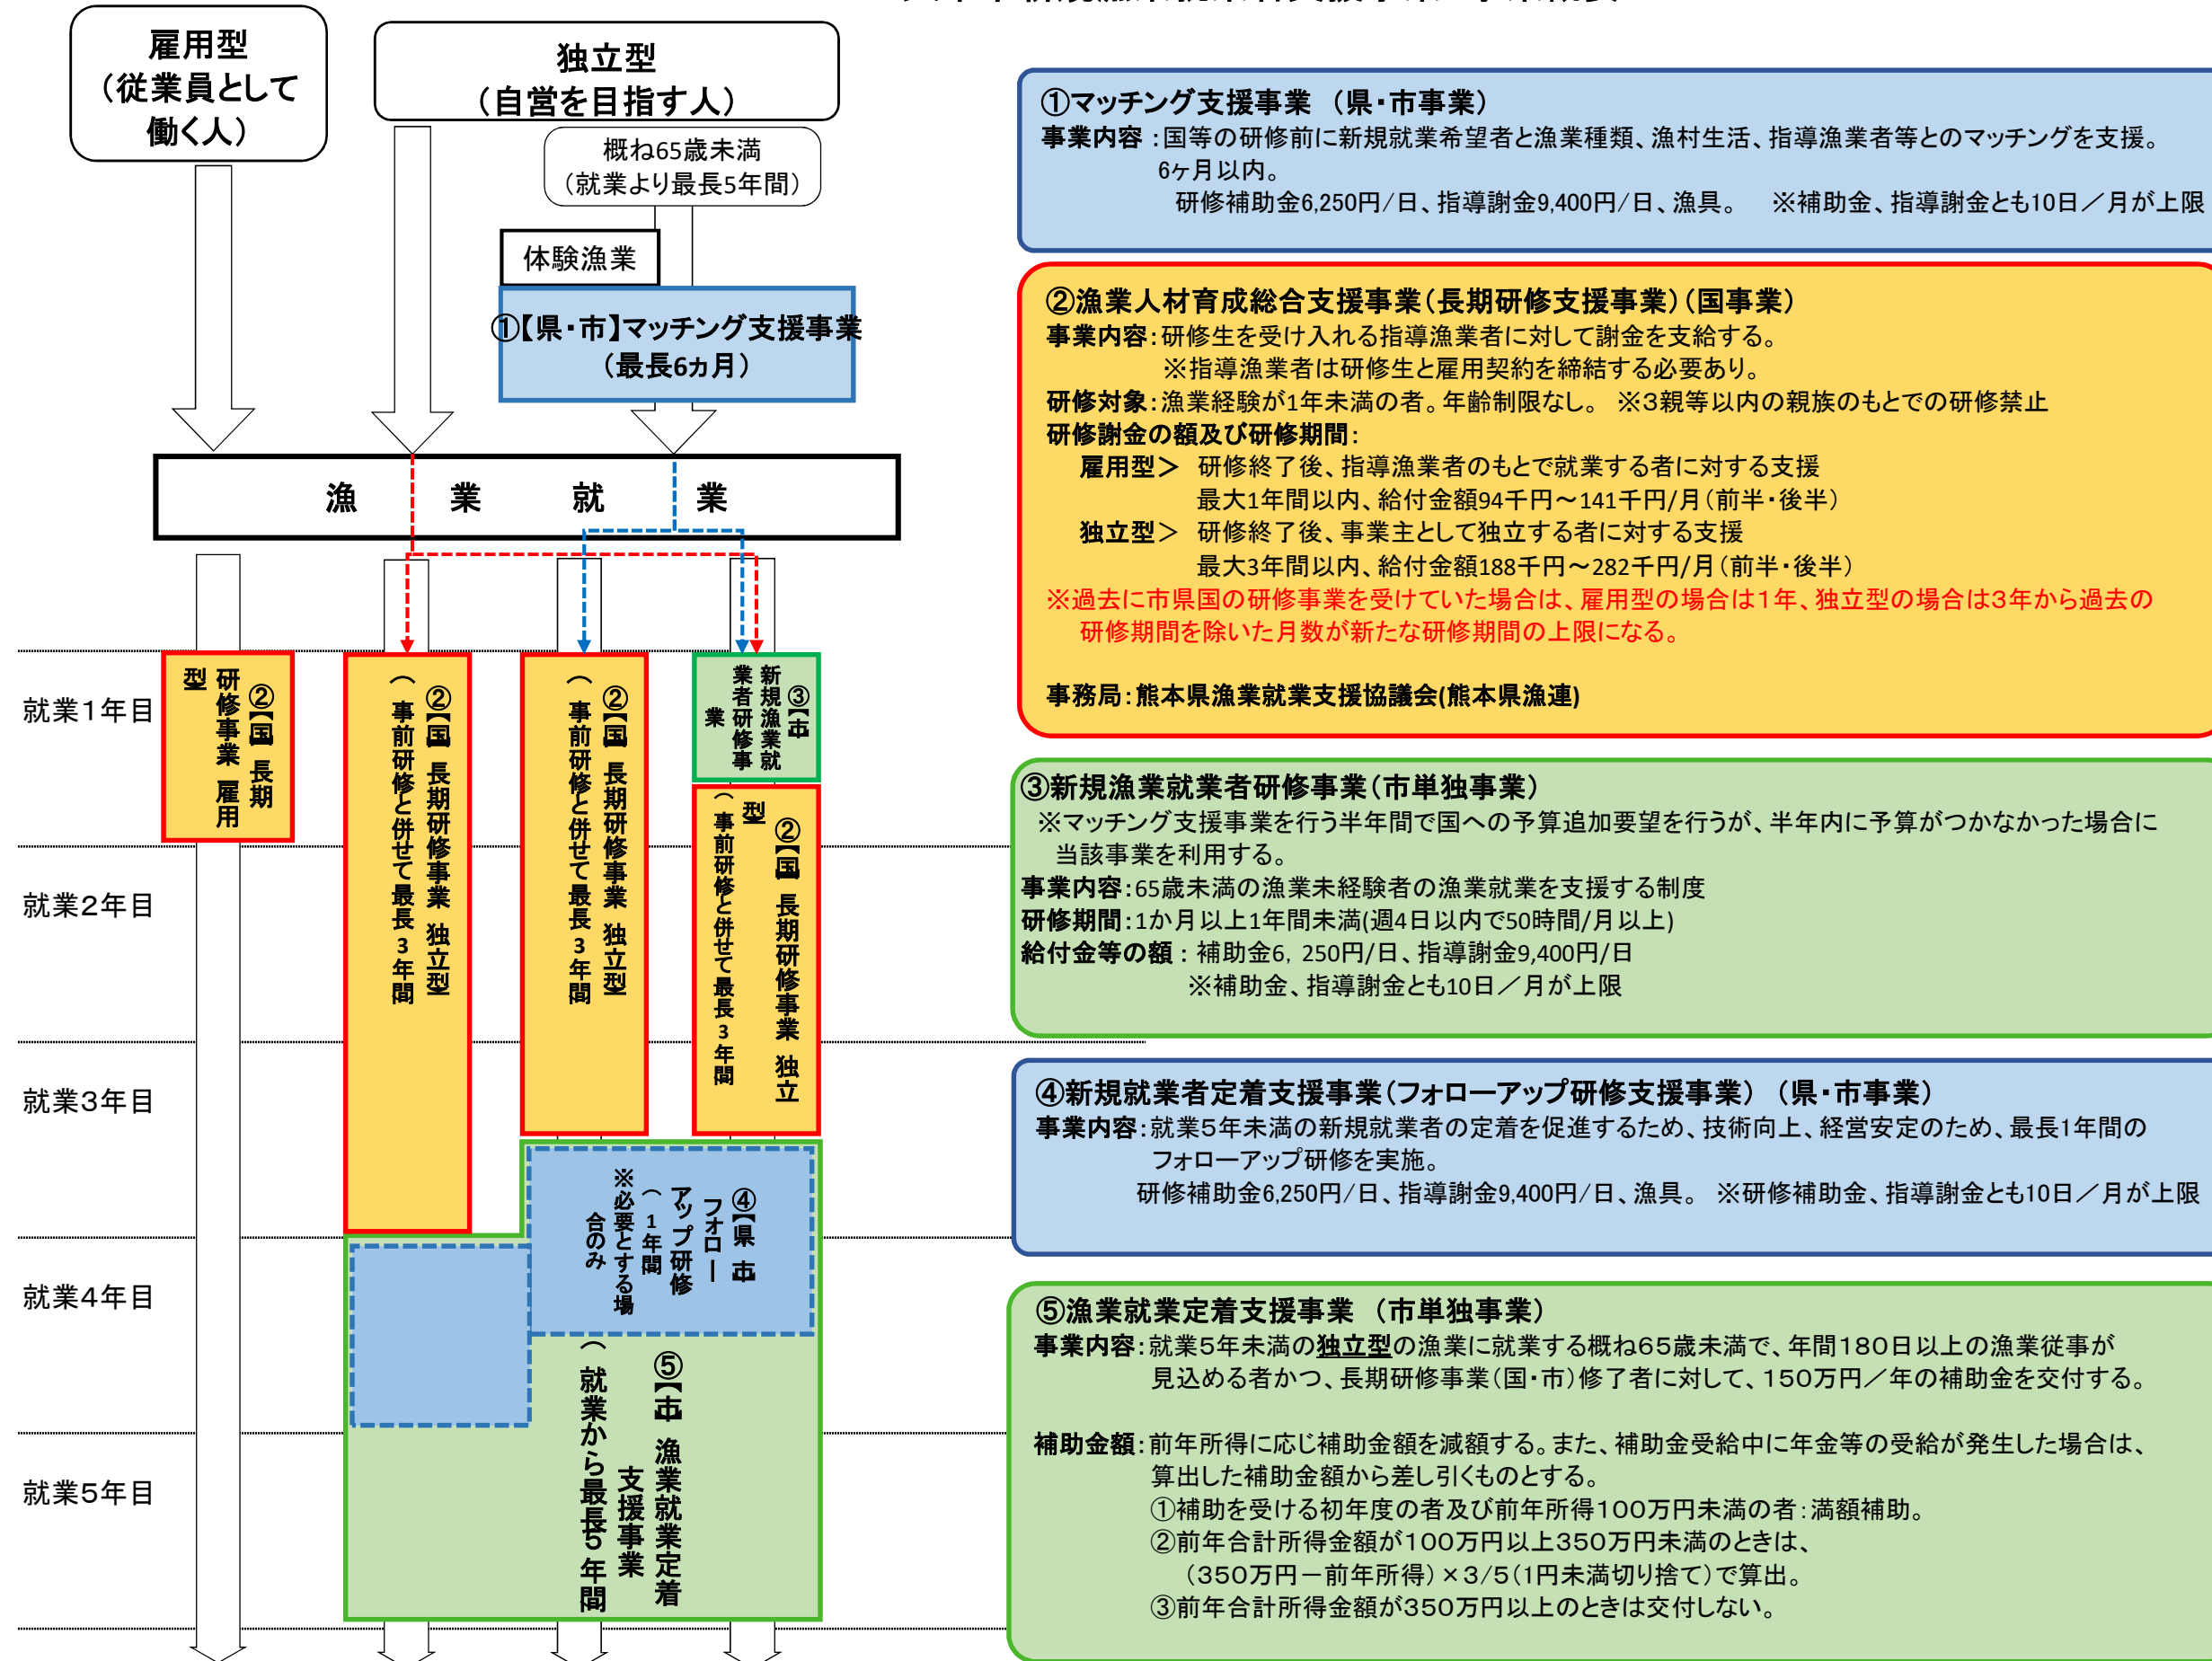 雇用型
（従業員として
働く人）
独立型
（自営を目指す人）
概ね65歳未満
（就業より最長5年間）
体験漁業
①【県・市】マッチング支援事業
（最長6ヵ月）
漁　業　就　業
就業１年目
就業２年目
就業３年目
就業４年目
就業５年目
②【国】長期
研修事業 雇用
型
②【国】長期研修事業 独立型
（事前研修と併せて最長3年間
②【国】長期研修事業 独立型
（事前研修と併せて最長3年間
③【市】
新規漁業就
業者研修事
業
②【国】長期研修事業 独立
型
（事前研修と併せて最長3年間
④【県・市】
フォロー
アップ研修
（1年間
※必要とする場
合のみ
⑤【市】漁業就業定着
支援事業
（就業から最長5年間
①マッチング支援事業 （県・市事業）
事業内容：国等の研修前に新規就業希望者と漁業種類、漁村生活、指導漁業者等とのマッチングを支援。
6ヶ月以内。
研修補助金6,250円/日、指導謝金9,400円/日、漁具。　※補助金、指導謝金とも10日／月が上限
②漁業人材育成総合支援事業（長期研修支援事業）（国事業）
事業内容：研修生を受け入れる指導漁業者に対して謝金を支給する。
※指導漁業者は研修生と雇用契約を締結する必要あり。
研修対象：漁業経験が1年未満の者。年齢制限なし。 ※３親等以内の親族のもとでの研修禁止
研修謝金の額及び研修期間：
雇用型＞ 研修終了後、指導漁業者のもとで就業する者に対する支援
最大1年間以内、給付金額94千円～141千円/月（前半・後半）
独立型＞ 研修終了後、事業主として独立する者に対する支援
最大3年間以内、給付金額188千円～282千円/月（前半・後半）
※過去に市県国の研修事業を受けていた場合は、雇用型の場合は１年、独立型の場合は３年から過去の
研修期間を除いた月数が新たな研修期間の上限になる。
事務局：熊本県漁業就業支援協議会(熊本県漁連)
③新規漁業就業者研修事業（市単独事業）
※マッチング支援事業を行う半年間で国への予算追加要望を行うが、半年内に予算がつかなかった場合に
当該事業を利用する。
事業内容：65歳未満の漁業未経験者の漁業就業を支援する制度
研修期間：1か月以上1年間未満(週4日以内で50時間/月以上)
給付金等の額：補助金6，250円/日、指導謝金9,400円/日
※補助金、指導謝金とも10日／月が上限
④新規就業者定着支援事業（フォローアップ研修支援事業）（県・市事業）
事業内容：就業５年未満の新規就業者の定着を促進するため、技術向上、経営安定のため、最長1年間の
フォローアップ研修を実施。
研修補助金6,250円/日、指導謝金9,400円/日、漁具。 ※研修補助金、指導謝金とも10日／月が上限
⑤漁業就業定着支援事業 （市単独事業）
事業内容：就業５年未満の独立型の漁業に就業する概ね６５歳未満で、年間１８０日以上の漁業従事が
見込める者かつ、長期研修事業（国・市）修了者に対して、１５０万円／年の補助金を交付する。
補助金額：前年所得に応じ補助金額を減額する。また、補助金受給中に年金等の受給が発生した場合は、
算出した補助金額から差し引くものとする。
①補助を受ける初年度の者及び前年所得１００万円未満の者：満額補助。
②前年合計所得金額が１００万円以上３５０万円未満のときは、
（３５０万円－前年所得）×３/５（１円未満切り捨て）で算出。
③前年合計所得金額が３５０万円以上のときは交付しない。